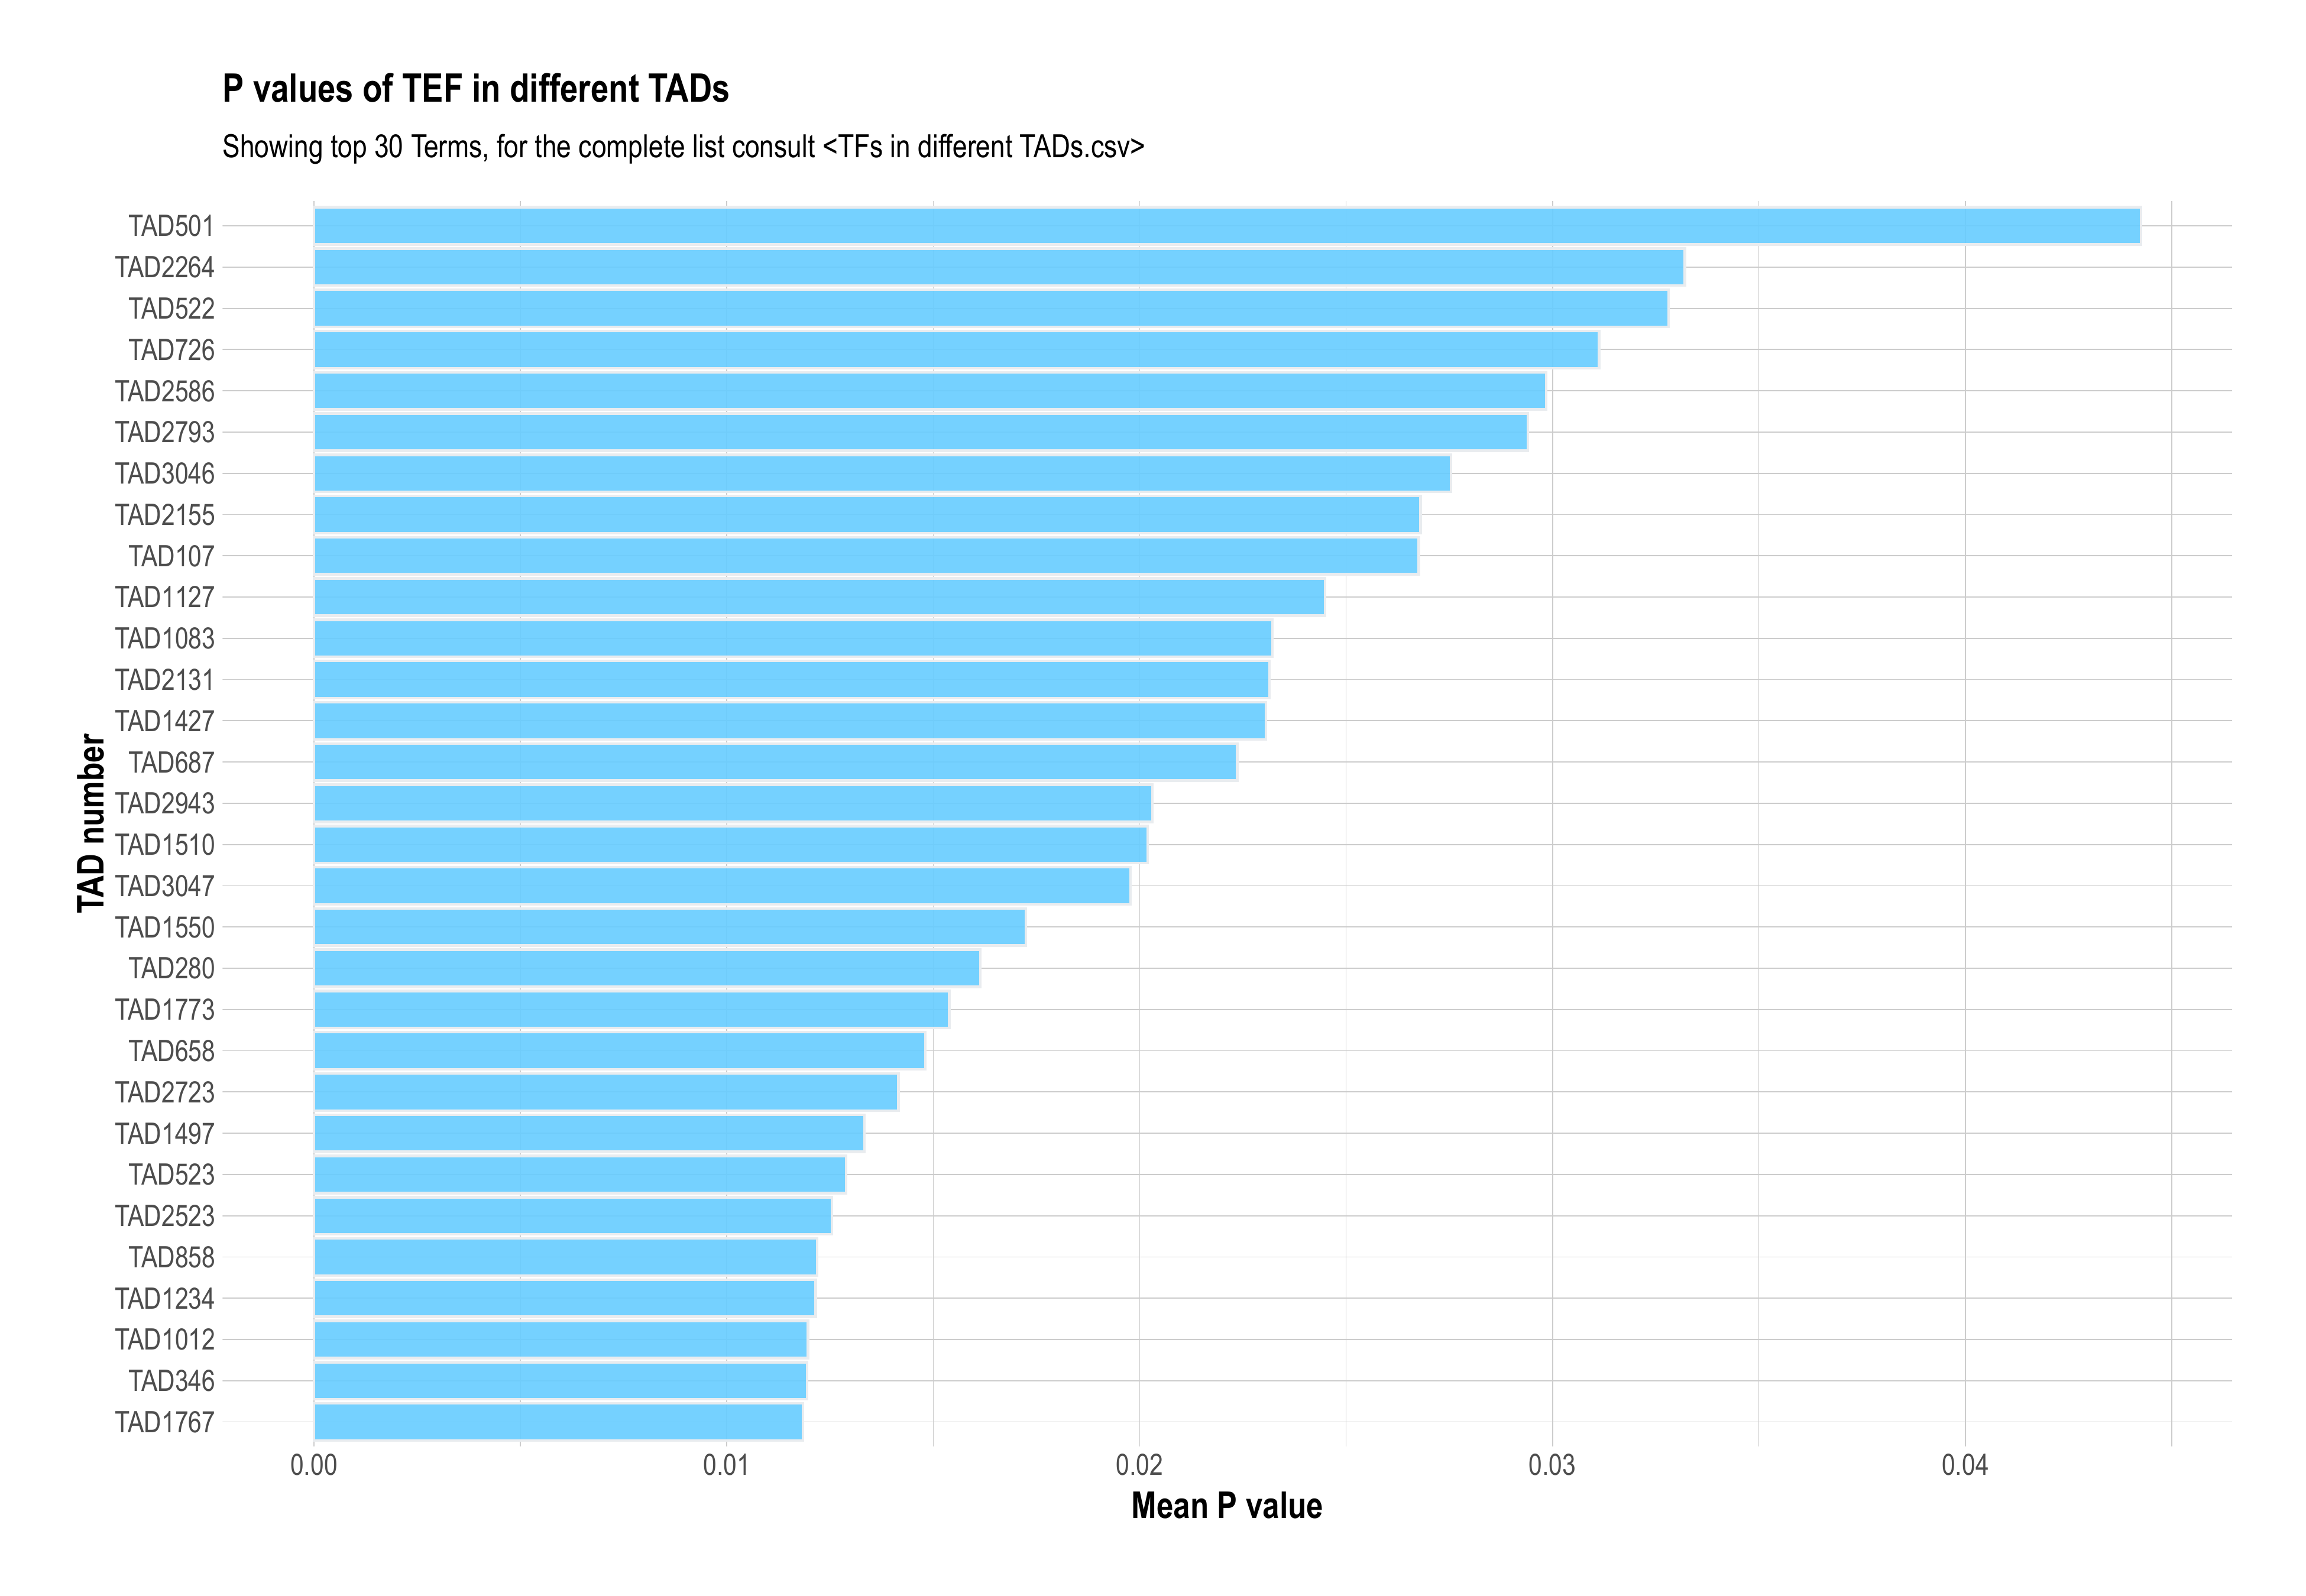 P values of TEF in different TADs
Showing top 30 Terms, for the complete list consult <TFs in different TADs.csv>
TAD number
TAD501
TAD2264
TAD522
TAD726
TAD2586
TAD2793
TAD3046
TAD2155
TAD107
TAD1127
TAD1083
TAD2131
TAD1427
TAD687
TAD2943
TAD1510
TAD3047
TAD1550
TAD280
TAD1773
TAD658
TAD2723
TAD1497
TAD523
TAD2523
TAD858
TAD1234
TAD1012
TAD346
TAD1767
0.00 0.01 0.02 0.03 0.04
Mean P value